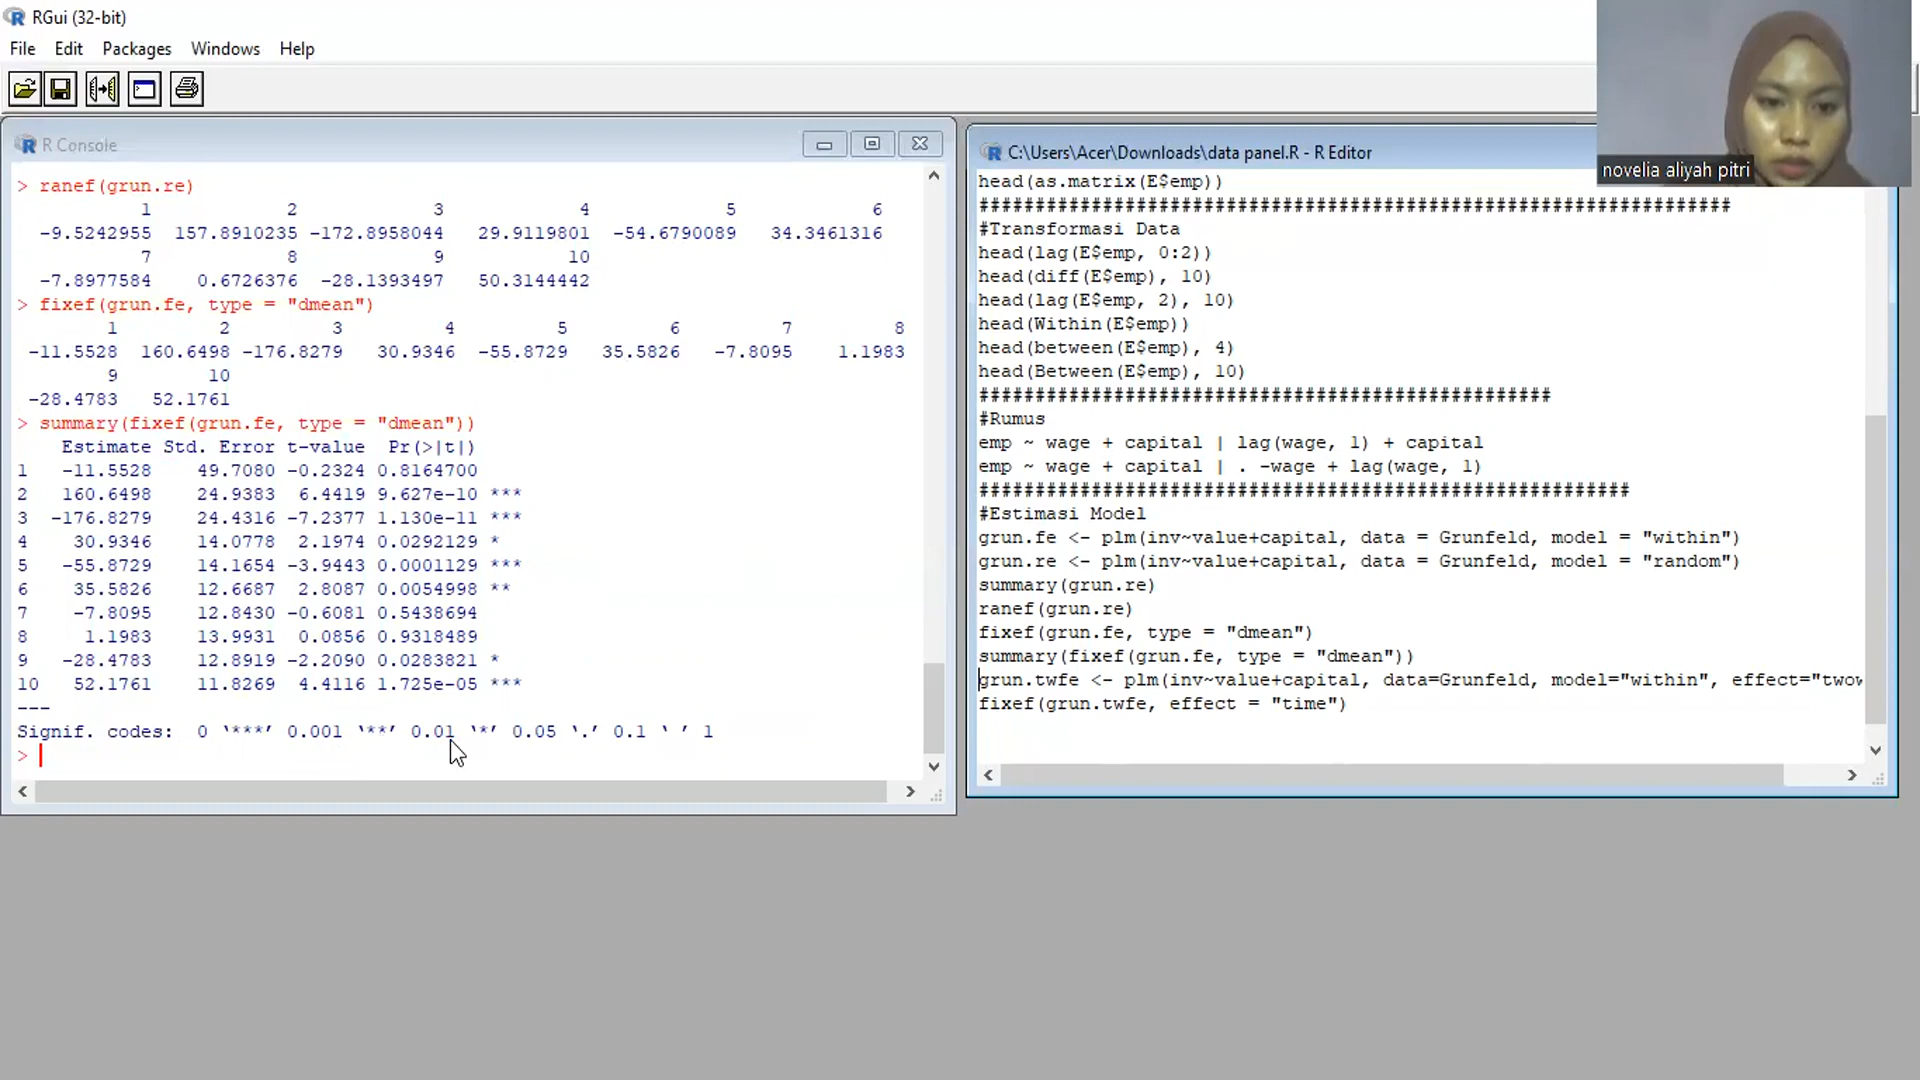 RGui (32-bit)
File Edit Packages Windows Help
R Console
> ranef(grun.re)
1 2 3 4 5 6
-9.5242955 157.8910235 -172.8958044 29.9119801 -54.6790089 34.3461316
7 8 9 10
-7.8977584 0.6726376 -28.1393497 50.3144442
> fixef(grun.fe, type = "dmean")
1 2 3 4 5 6 7 8
-11.5528 160.6498 -176.8279 30.9346 -55.8729 35.5826 -7.8095 1.1983
9 10
-28.4783 52.1761
> summary(fixef(grun.fe, type = "dmean"))
Estimate Std. Error t-value Pr(>|t|)
1 -11.5528 49.7080 -0.2324 0.8164700
2 160.6498 24.9383 6.4419 9.627e-10 ***
3 -176.8279 24.4316 -7.2377 1.130e-11 ***
4 30.9346 14.0778 2.1974 0.0292129 *
5 -55.8729 14.1654 -3.9443 0.0001129 ***
6 35.5826 12.6687 2.8087 0.0054998 **
7 -7.8095 12.8430 -0.6081 0.5438694
8 1.1983 13.9931 0.0856 0.9318489
9 -28.4783 12.8919 -2.2090 0.0283821 *
10 52.1761 11.8269 4.4116 1.725e-05 ***
---
Signif. codes: 0 ‘***’ 0.001 ‘**’ 0.01 ‘*’ 0.05 ‘.’ 0.1 ‘ ’ 1
>
C:\Users\Acer\Downloads\data panel.R - R Editor
head(as.matrix(E$emp))
###################################################################
#Transformasi Data
head(lag(E$emp, 0:2))
head(diff(E$emp), 10)
head(lag(E$emp, 2), 10)
head(Within(E$emp))
head(between(E$emp), 4)
head(Between(E$emp), 10)
###################################################
#Rumus
emp ~ wage + capital | lag(wage, 1) + capital
emp ~ wage + capital | . -wage + lag(wage, 1)
##########################################################
#Estimasi Model
grun.fe <- plm(inv~value+capital, data = Grunfeld, model = "within")
grun.re <- plm(inv~value+capital, data = Grunfeld, model = "random")
summary(grun.re)
ranef(grun.re)
fixef(grun.fe, type = "dmean")
summary(fixef(grun.fe, type = "dmean"))
grun.twfe <- plm(inv~value+capital, data=Grunfeld, model="within", effect="twow
fixef(grun.twfe, effect = "time")
novelia aliyah pitri